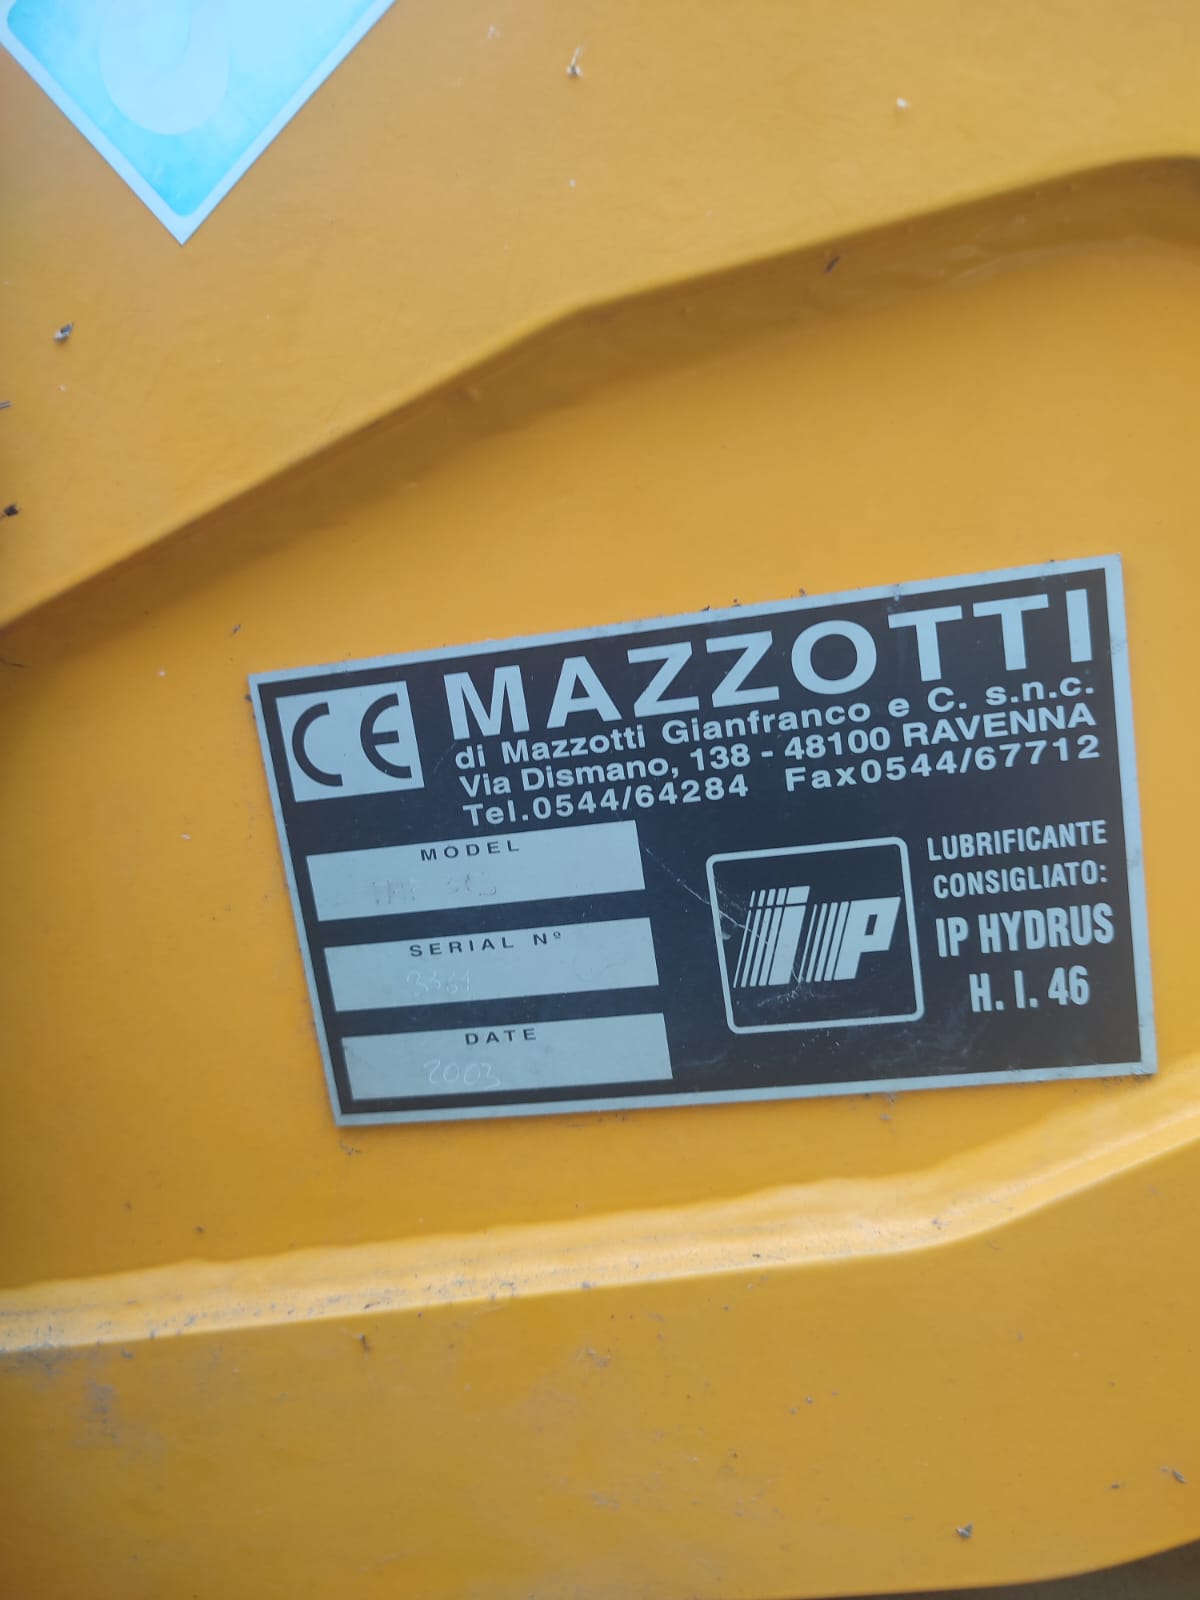 CE
MAZZOTTI
di Mazzotti Gianfranco e C. s.n.c.
Via Dismano, 138 - 48100 RAVENNA
Tel.0544/64284 Fax0544/67712
MODEL
SERIAL Nº
DATE
2003
ip
LUBRIFICANTE
CONSIGLIATO:
IP HYDRUS
H. I. 46